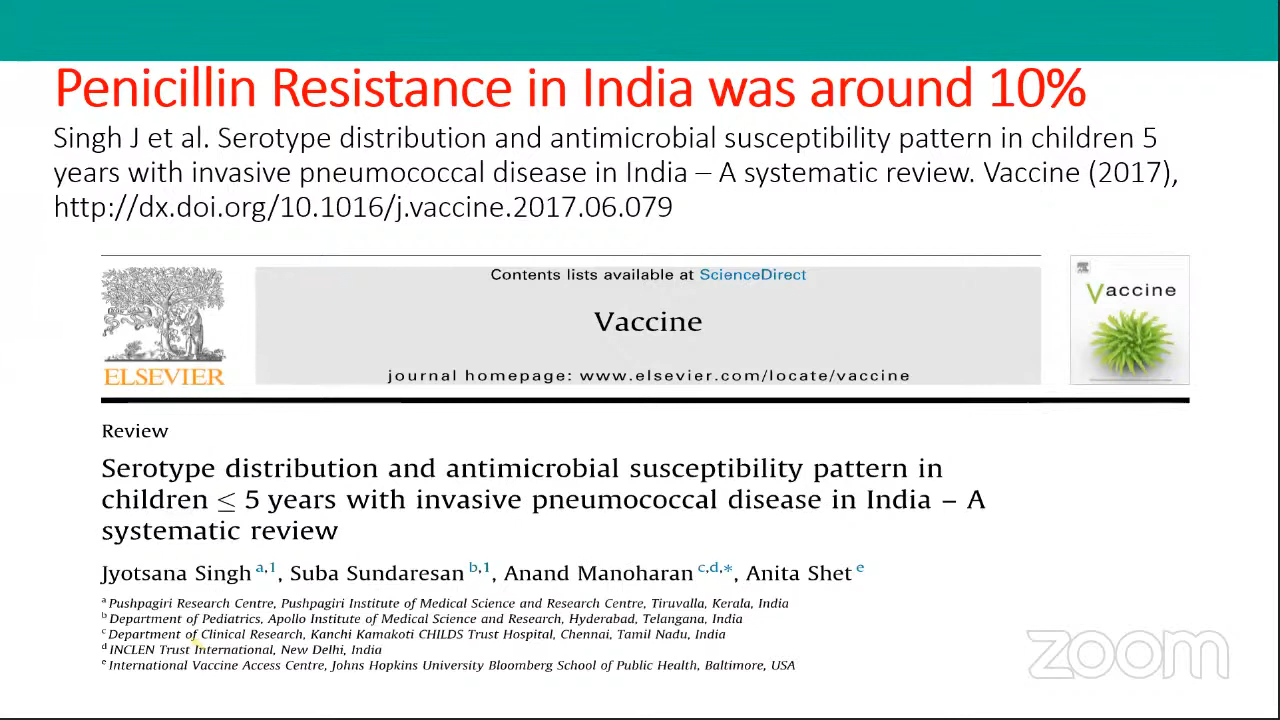 Penicillin Resistance in India was around 10%
Singh J et al. Serotype distribution and antimicrobial susceptibility pattern in children 5
years with invasive pneumococcal disease in India – A systematic review. Vaccine (2017),
http://dx.doi.org/10.1016/j.vaccine.2017.06.079
Contents lists available at ScienceDirect
Vaccine
journal homepage: www.elsevier.com/locate/vaccine
ELSEVIER
Vaccine
Review
Serotype distribution and antimicrobial susceptibility pattern in
children ≤ 5 years with invasive pneumococcal disease in India – A
systematic review
Jyotsana Singh a,1, Suba Sundaresan b,1, Anand Manoharan c,d,*, Anita Shet e
a Pushpagiri Research Centre, Pushpagiri Institute of Medical Science and Research Centre, Tiruvalla, Kerala, India
b Department of Pediatrics, Apollo Institute of Medical Science and Research, Hyderabad, Telangana, India
c Department of Clinical Research, Kanchi Kamakoti CHILDS Trust Hospital, Chennai, Tamil Nadu, India
d INCLEN Trust International, New Delhi, India
e International Vaccine Access Centre, Johns Hopkins University Bloomberg School of Public Health, Baltimore, USA
zoom